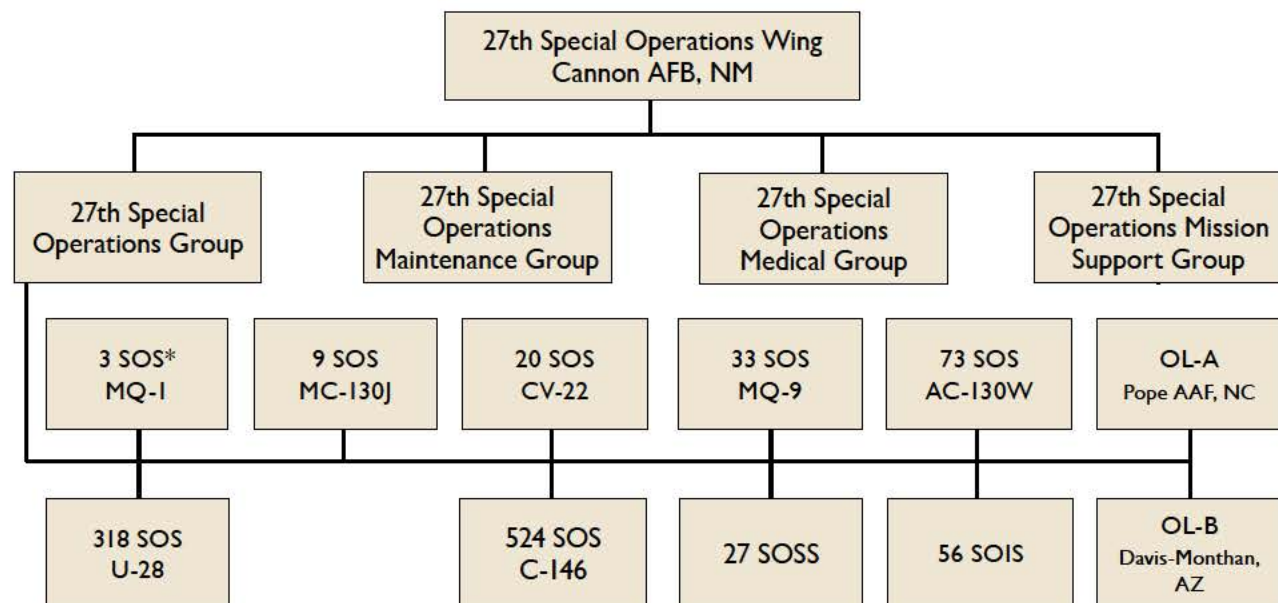 27th Special Operations Wing
Cannon AFB, NM
27th Special
Operations Group
27th Special
Operations
Maintenance Group
27th Special
Operations
Medical Group
27th Special
Operations Mission
Support Group
3 SOS*
MQ-1
9 SOS
MC-130J
20 SOS
CV-22
33 SOS
MQ-9
73 SOS
AC-130W
OL-A
Pope AAF, NC
318 SOS
U-28
524 SOS
C-146
27 SOSS
56 SOIS
OL-B
Davis-Monthan,
AZ